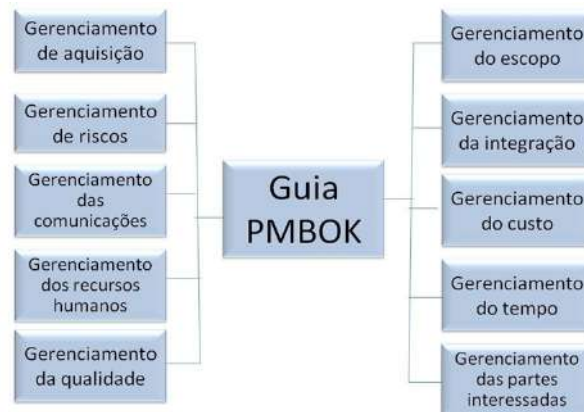 Gerenciamento
de aquisição
Gerenciamento
de riscos
Gerenciamento
das
comunicações
Gerenciamento
dos recursos
humanos
Gerenciamento
da qualidade
Guia
PMBOK
Gerenciamento
do escopo
Gerenciamento
da integração
Gerenciamento
do custo
Gerenciamento
do tempo
Gerenciamento
das partes
interessadas